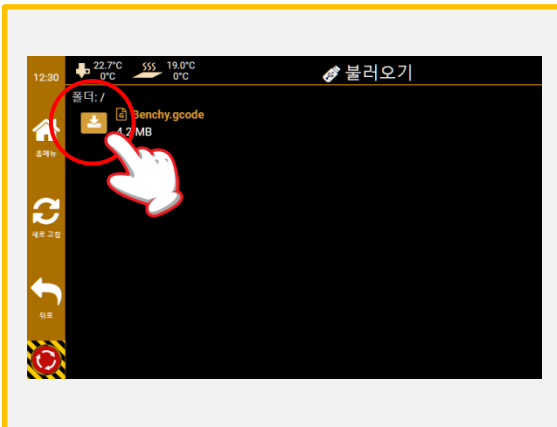 12:30
22.7°C
0°C
19.0°C
0°C
불러오기
폴더: /
Benchy.gcode
4.2 MB
홈메뉴
새로 고침
뒤로